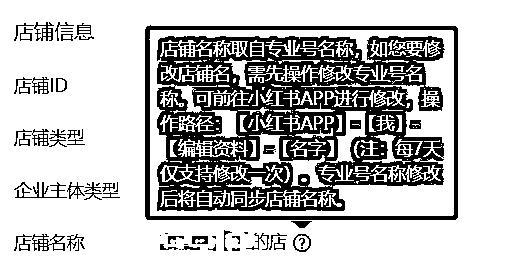 店铺信息
店铺名称取自专业号名称，如您要修
改店铺名，需先操作修改专业号名
称，可前往小红书APP进行修改，操
作路径：【小红书APP】-【我】-
【编辑资料】-【名字】（注：每7天
仅支持修改一次）。专业号名称修改
后将自动同步店铺名称。
店铺ID
店铺类型
企业主体类型
店铺名称
的店